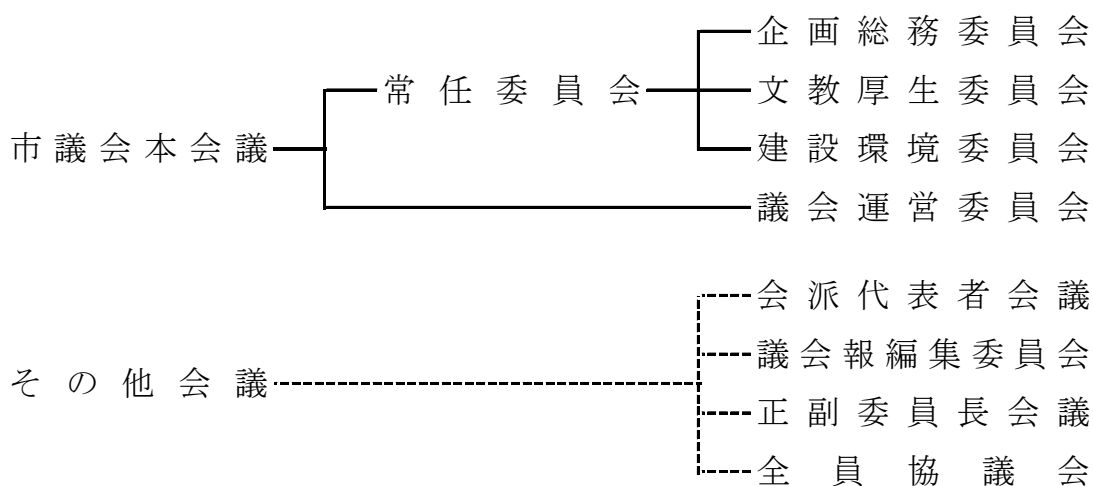 企画総務委員会
常任委員会
文教厚生委員会
市議会本会議
建設環境委員会
議会運営委員会
会派代表者会議
議会報編集委員会
その他会議
正副委員長会議
全員協議会